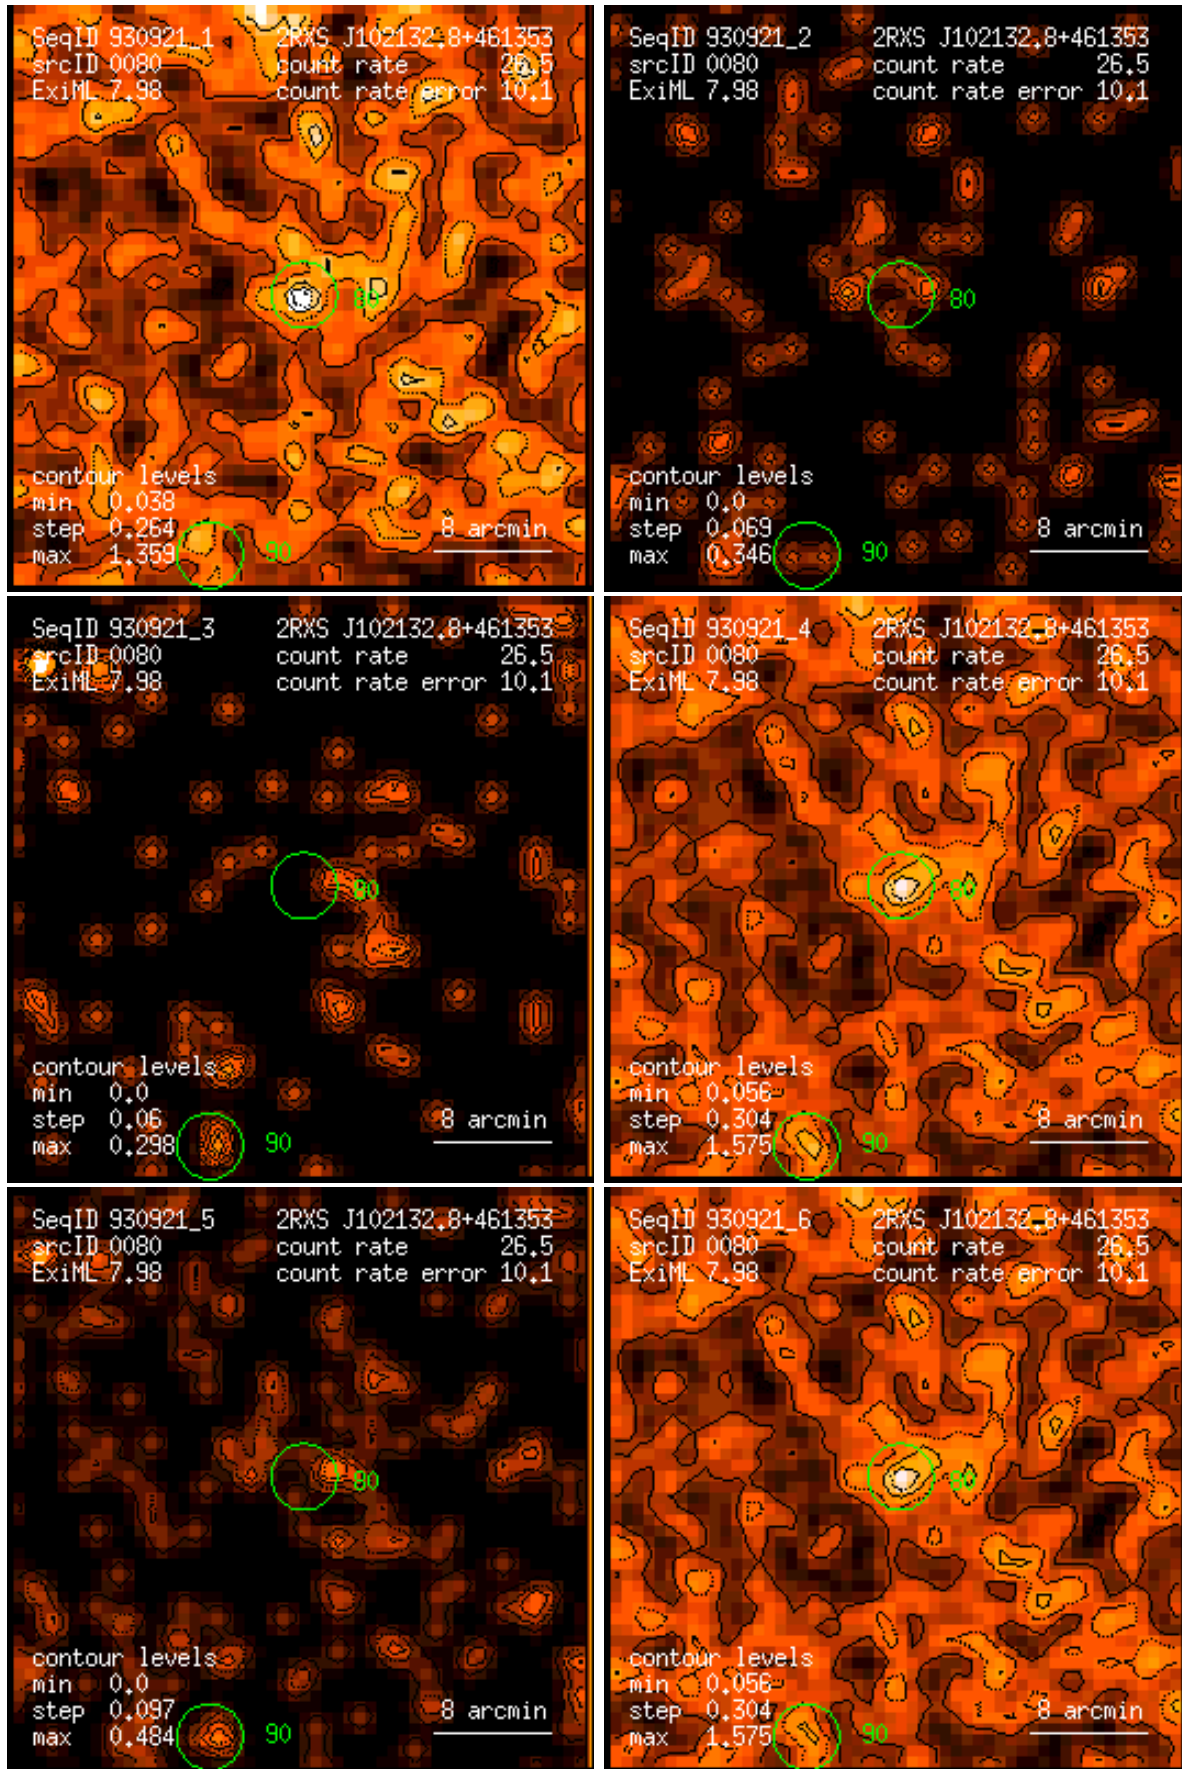 SeqID 930921_1 2RXS J102132.8+461353
srcID 0080 count rate 26.5
ExiML 7.98 count rate error 10.1
80
contour levels
min 0.038
step 0.264 8 arcmin
max 1.359 90
SeqID 930921_2 2RXS J102132.8+461353
srcID 0080 count rate 26.5
ExiML 7.98 count rate error 10.1
80
contour levels
min 0.0
step 0.069 8 arcmin
max 0.346 90
SeqID 930921_3 2RXS J102132.8+461353
srcID 0080 count rate 26.5
ExiML 7.98 count rate error 10.1
80
contour levels
min 0.0
step 0.06 8 arcmin
max 0.298 90
SeqID 930921_4 2RXS J102132.8+461353
srcID 0080 count rate 26.5
ExiML 7.98 count rate error 10.1
80
contour levels
min 0.056
step 0.304 8 arcmin
max 1.575 90
SeqID 930921_5 2RXS J102132.8+461353
srcID 0080 count rate 26.5
ExiML 7.98 count rate error 10.1
80
contour levels
min 0.0
step 0.097 8 arcmin
max 0.484 90
SeqID 930921_6 2RXS J102132.8+461353
srcID 0080 count rate 26.5
ExiML 7.98 count rate error 10.1
80
contour levels
min 0.056
step 0.304 8 arcmin
max 1.575 90